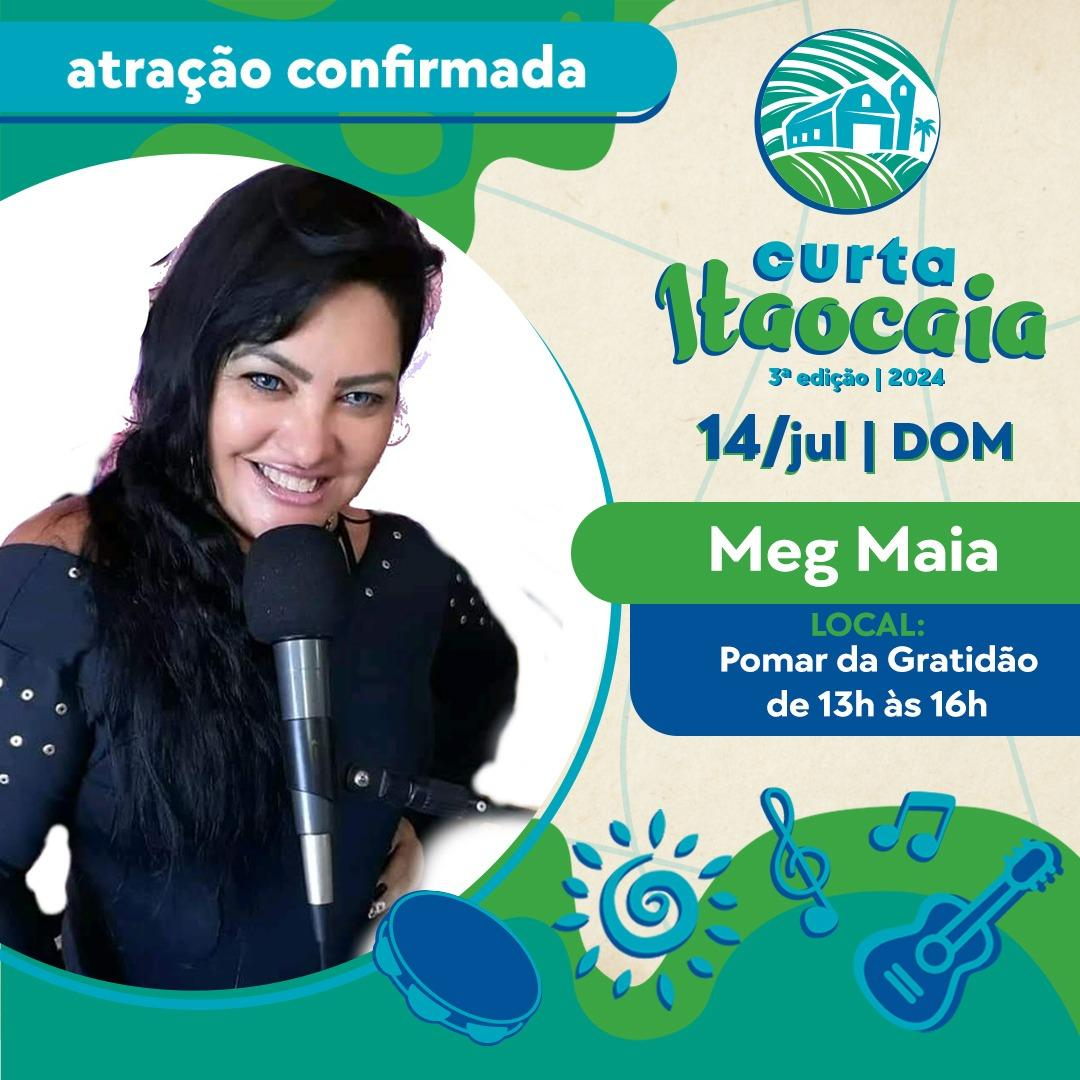 atração confirmada
curta
Itaocaia
3ª edição | 2024
14/jul | DOM
Meg Maia
LOCAL:
Pomar da Gratidão
de 13h às 16h